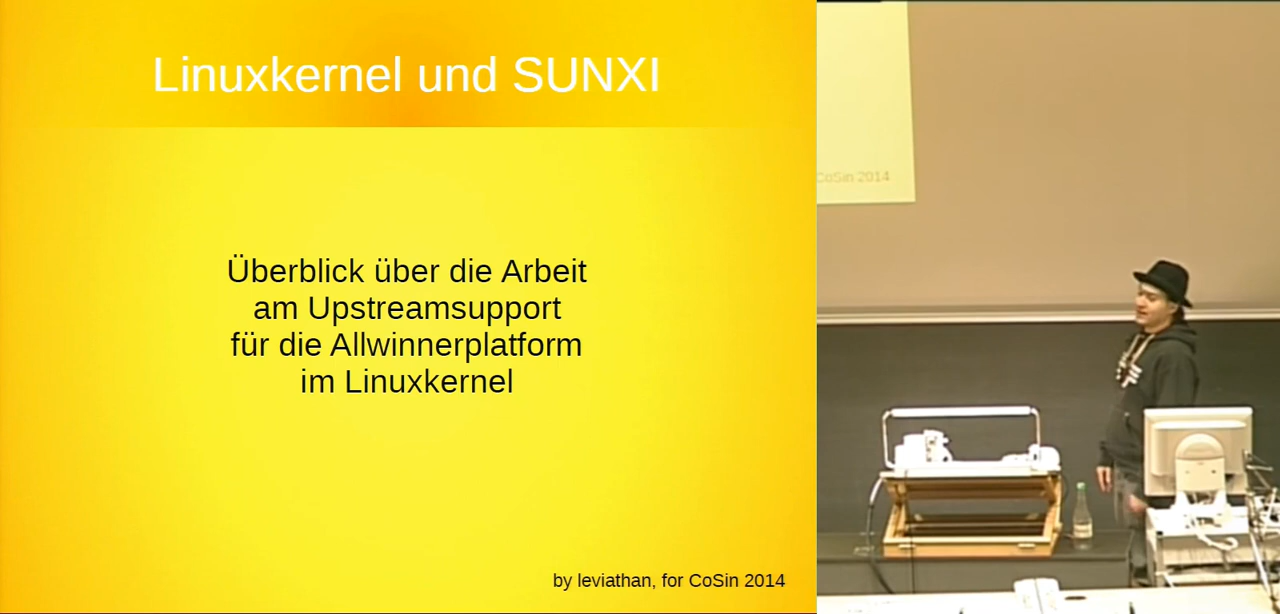 Linuxkernel und SUNXI
Überblick über die Arbeit
am Upstreamsupport
für die Allwinnerplatform
im Linuxkernel
by leviathan, for CoSin 2014
CoSin 2014